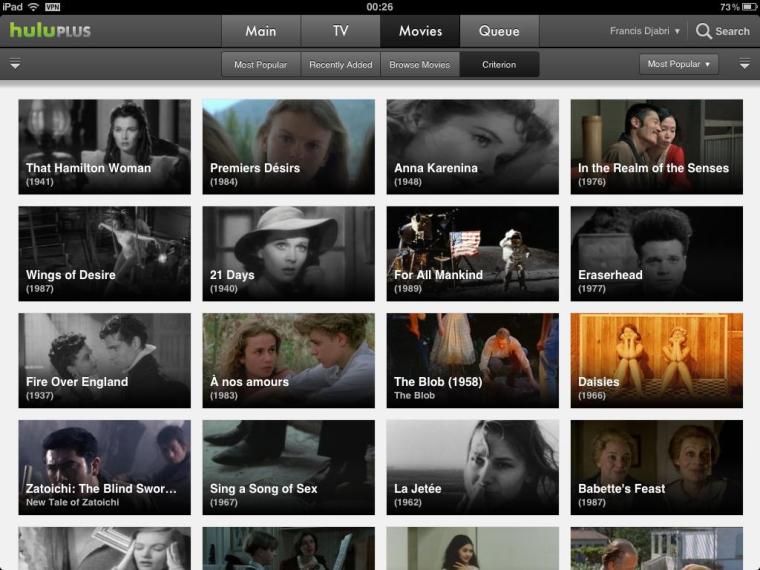 iPad VPN 00:26 73%
huluPLUS Main TV Movies Queue Francis Djabri Search
Most Popular Recently Added Browse Movies Criterion Most Popular
That Hamilton Woman
(1941)
Premiers Désirs
(1984)
Anna Karenina
(1948)
In the Realm of the Senses
(1976)
Wings of Desire
(1987)
21 Days
(1940)
For All Mankind
(1989)
Eraserhead
(1977)
Fire Over England
(1937)
À nos amours
(1983)
The Blob (1958)
The Blob
Daisies
(1966)
Zatoichi: The Blind Swor...
New Tale of Zatoichi
Sing a Song of Sex
(1967)
La Jetée
(1962)
Babette's Feast
(1987)